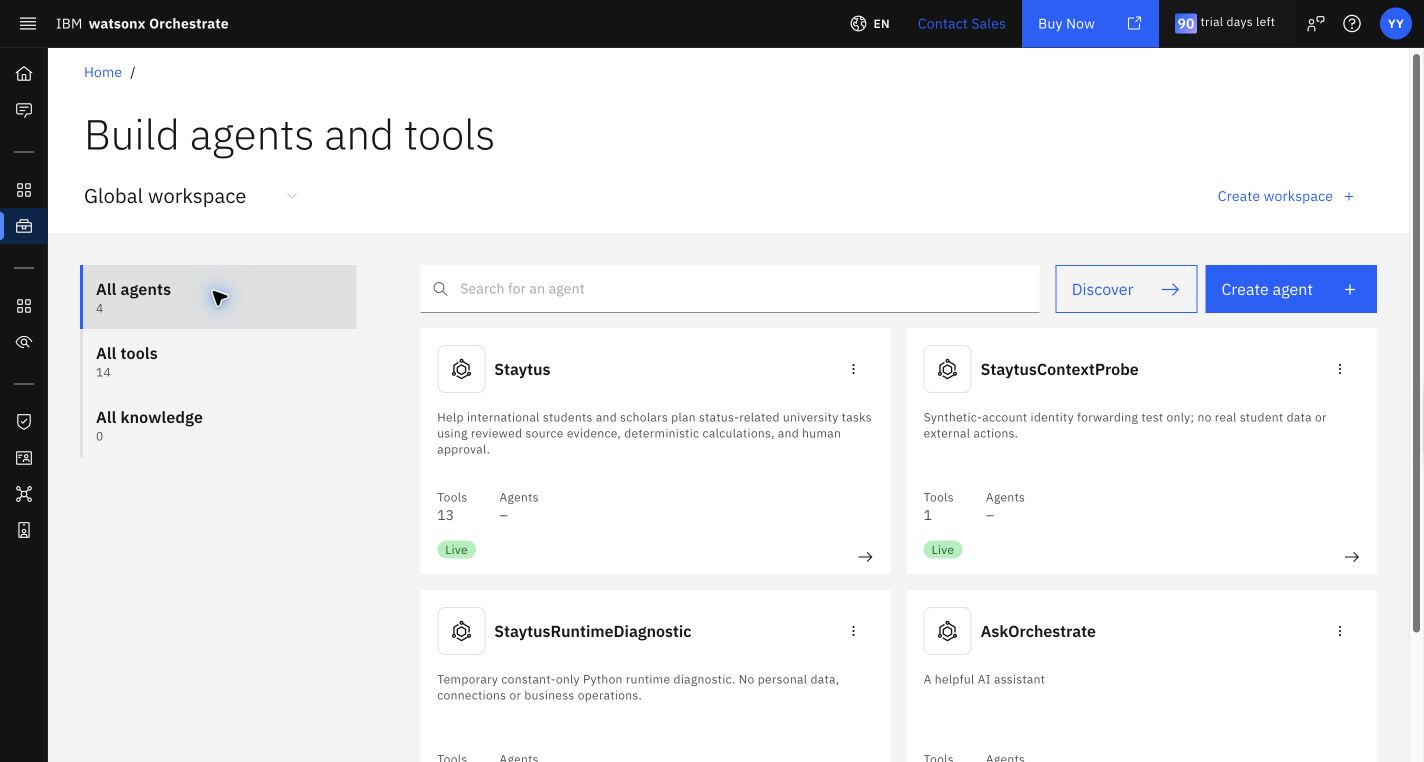 IBM watsonx Orchestrate
EN
Contact Sales
Buy Now
90 trial days left
YY
Home /
Build agents and tools
Global workspace
Create workspace +
All agents
4
All tools
14
All knowledge
0
Search for an agent
Discover
Create agent +
Staytus
Help international students and scholars plan status-related university tasks
using reviewed source evidence, deterministic calculations, and human
approval.
Tools Agents
13 –
Live
StaytusContextProbe
Synthetic-account identity forwarding test only; no real student data or
external actions.
Tools Agents
1 –
Live
StaytusRuntimeDiagnostic
Temporary constant-only Python runtime diagnostic. No personal data,
connections or business operations.
Tools Agents
AskOrchestrate
A helpful AI assistant
Tools Agents